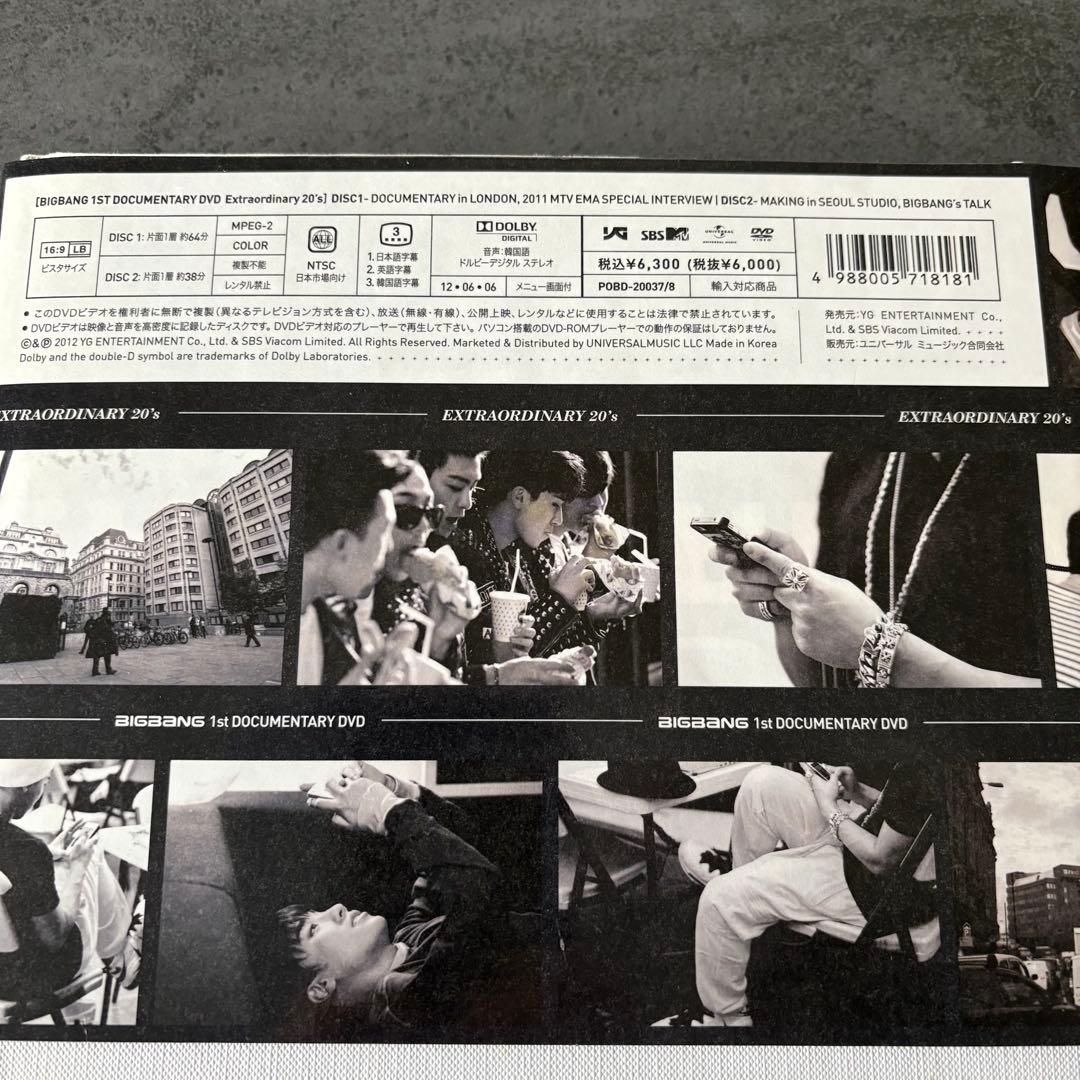 [BIGBANG 1ST DOCUMENTARY DVD Extraordinary 20's] DISC1- DOCUMENTARY in LONDON, 2011 MTV EMA SPECIAL INTERVIEW | DISC2- MAKING in SEOUL STUDIO, BIGBANG's TALK
16:9 LB
ビスタサイズ
DISC 1: 片面1層 約64分
DISC 2: 片面1層 約38分
MPEG-2
COLOR
複製不能
レンタル禁止
ALL
NTSC
日本市場向け
3
1. 日本語字幕
2. 英語字幕
3. 韓国語字幕
DOLBY
DIGITAL
音声：韓国語
ドルビーデジタル ステレオ
12・06・06
メニュー画面付
YG SBS MTV UNIVERSAL DVD
UNIVERSAL MUSIC VIDEO
税込¥6,300 (税抜¥6,000)
POBD-20037/8
輸入対応商品
4 988005 718181
● このDVDビデオを権利者に無断で複製（異なるテレビジョン方式を含む）、放送（無線・有線）、公開上映、レンタルなどに使用することは法律で禁止されています。
● DVDビデオは映像と音声を高密度に記録したディスクです。DVDビデオ対応のプレーヤーで再生して下さい。パソコン搭載のDVD-ROMプレーヤーでの動作の保証はしておりません。
©&℗ 2012 YG ENTERTAINMENT Co., Ltd. & SBS Viacom Limited. All Rights Reserved. Marketed & Distributed by UNIVERSALMUSIC LLC Made in Korea
Dolby and the double-D symbol are trademarks of Dolby Laboratories.
発売元：YG ENTERTAINMENT Co.,
Ltd. & SBS Viacom Limited.
販売元：ユニバーサル ミュージック合同会社
EXTRAORDINARY 20's EXTRAORDINARY 20's EXTRAORDINARY 20's
BIGBANG 1st DOCUMENTARY DVD BIGBANG 1st DOCUMENTARY DVD